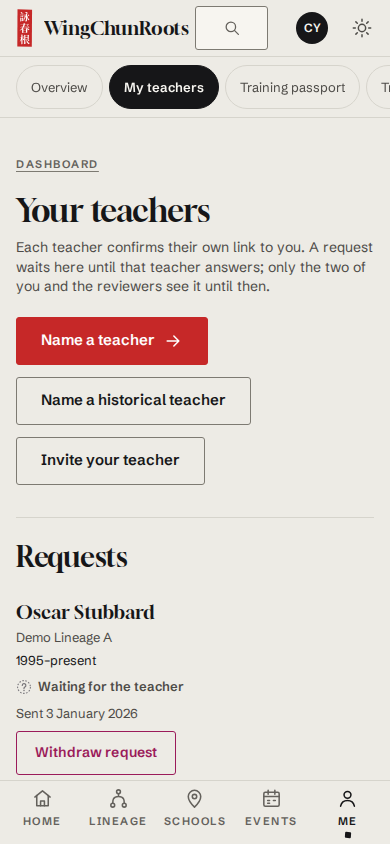 詠春根
WingChunRoots
CY
Overview
My teachers
Training passport
DASHBOARD
Your teachers
Each teacher confirms their own link to you. A request
waits here until that teacher answers; only the two of
you and the reviewers see it until then.
Name a teacher
Name a historical teacher
Invite your teacher
Requests
Oscar Stubbard
Demo Lineage A
1995–present
Waiting for the teacher
Sent 3 January 2026
Withdraw request
HOME
LINEAGE
SCHOOLS
EVENTS
ME